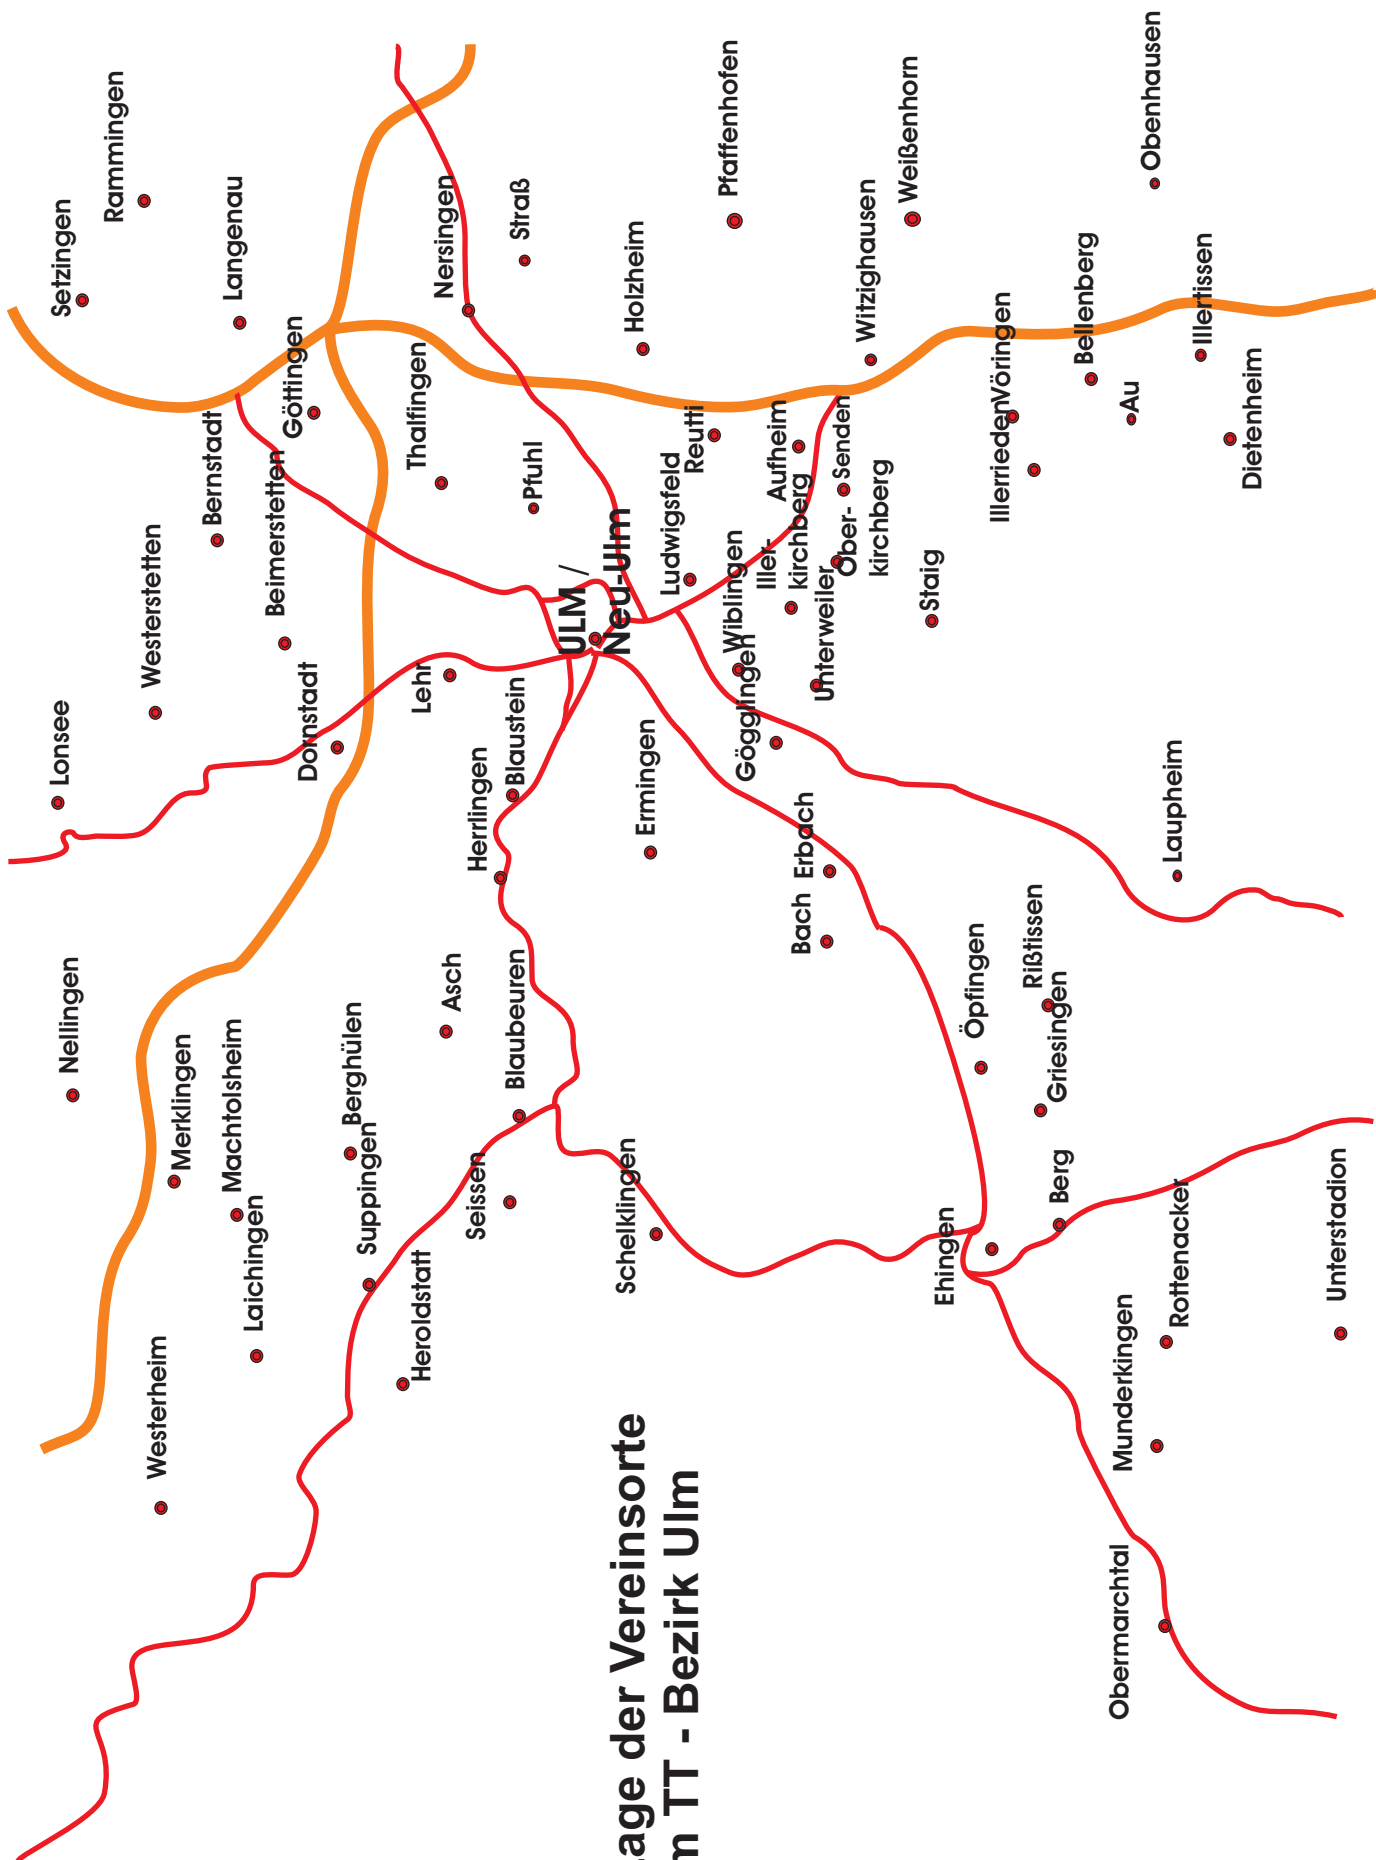 age der Vereinsorte
m TT - Bezirk Ulm
Westerheim
Laichingen
Machtolsheim
Merklingen
Nellingen
Lonsee
Westerstetten
Bernstadt
Beimerstetten
Dornstadt
Setzingen
Rammingen
Langenau
Göttingen
Heroldstatt
Suppingen
Berghülen
Asch
Seissen
Blaubeuren
Herrlingen
Blaustein
Lehr
Thalfingen
Nersingen
Straß
Pfuhl
ULM /
Neu-Ulm
Schelklingen
Ermingen
Ludwigsfeld
Reutti
Holzheim
Pfaffenhofen
Wiblingen
Gögglingen
Iller-
kirchberg
Aufheim
Unterweiler
Ober-
kirchberg
Senden
Witzighausen
Weißenhorn
Bach
Erbach
Staig
Ehingen
Öpfingen
Rißtissen
Griesingen
Berg
Illerrieden
Vöringen
Bellenberg
Au
Obenhausen
Illertissen
Dietenheim
Laupheim
Obermarchtal
Munderkingen
Rottenacker
Unterstadion